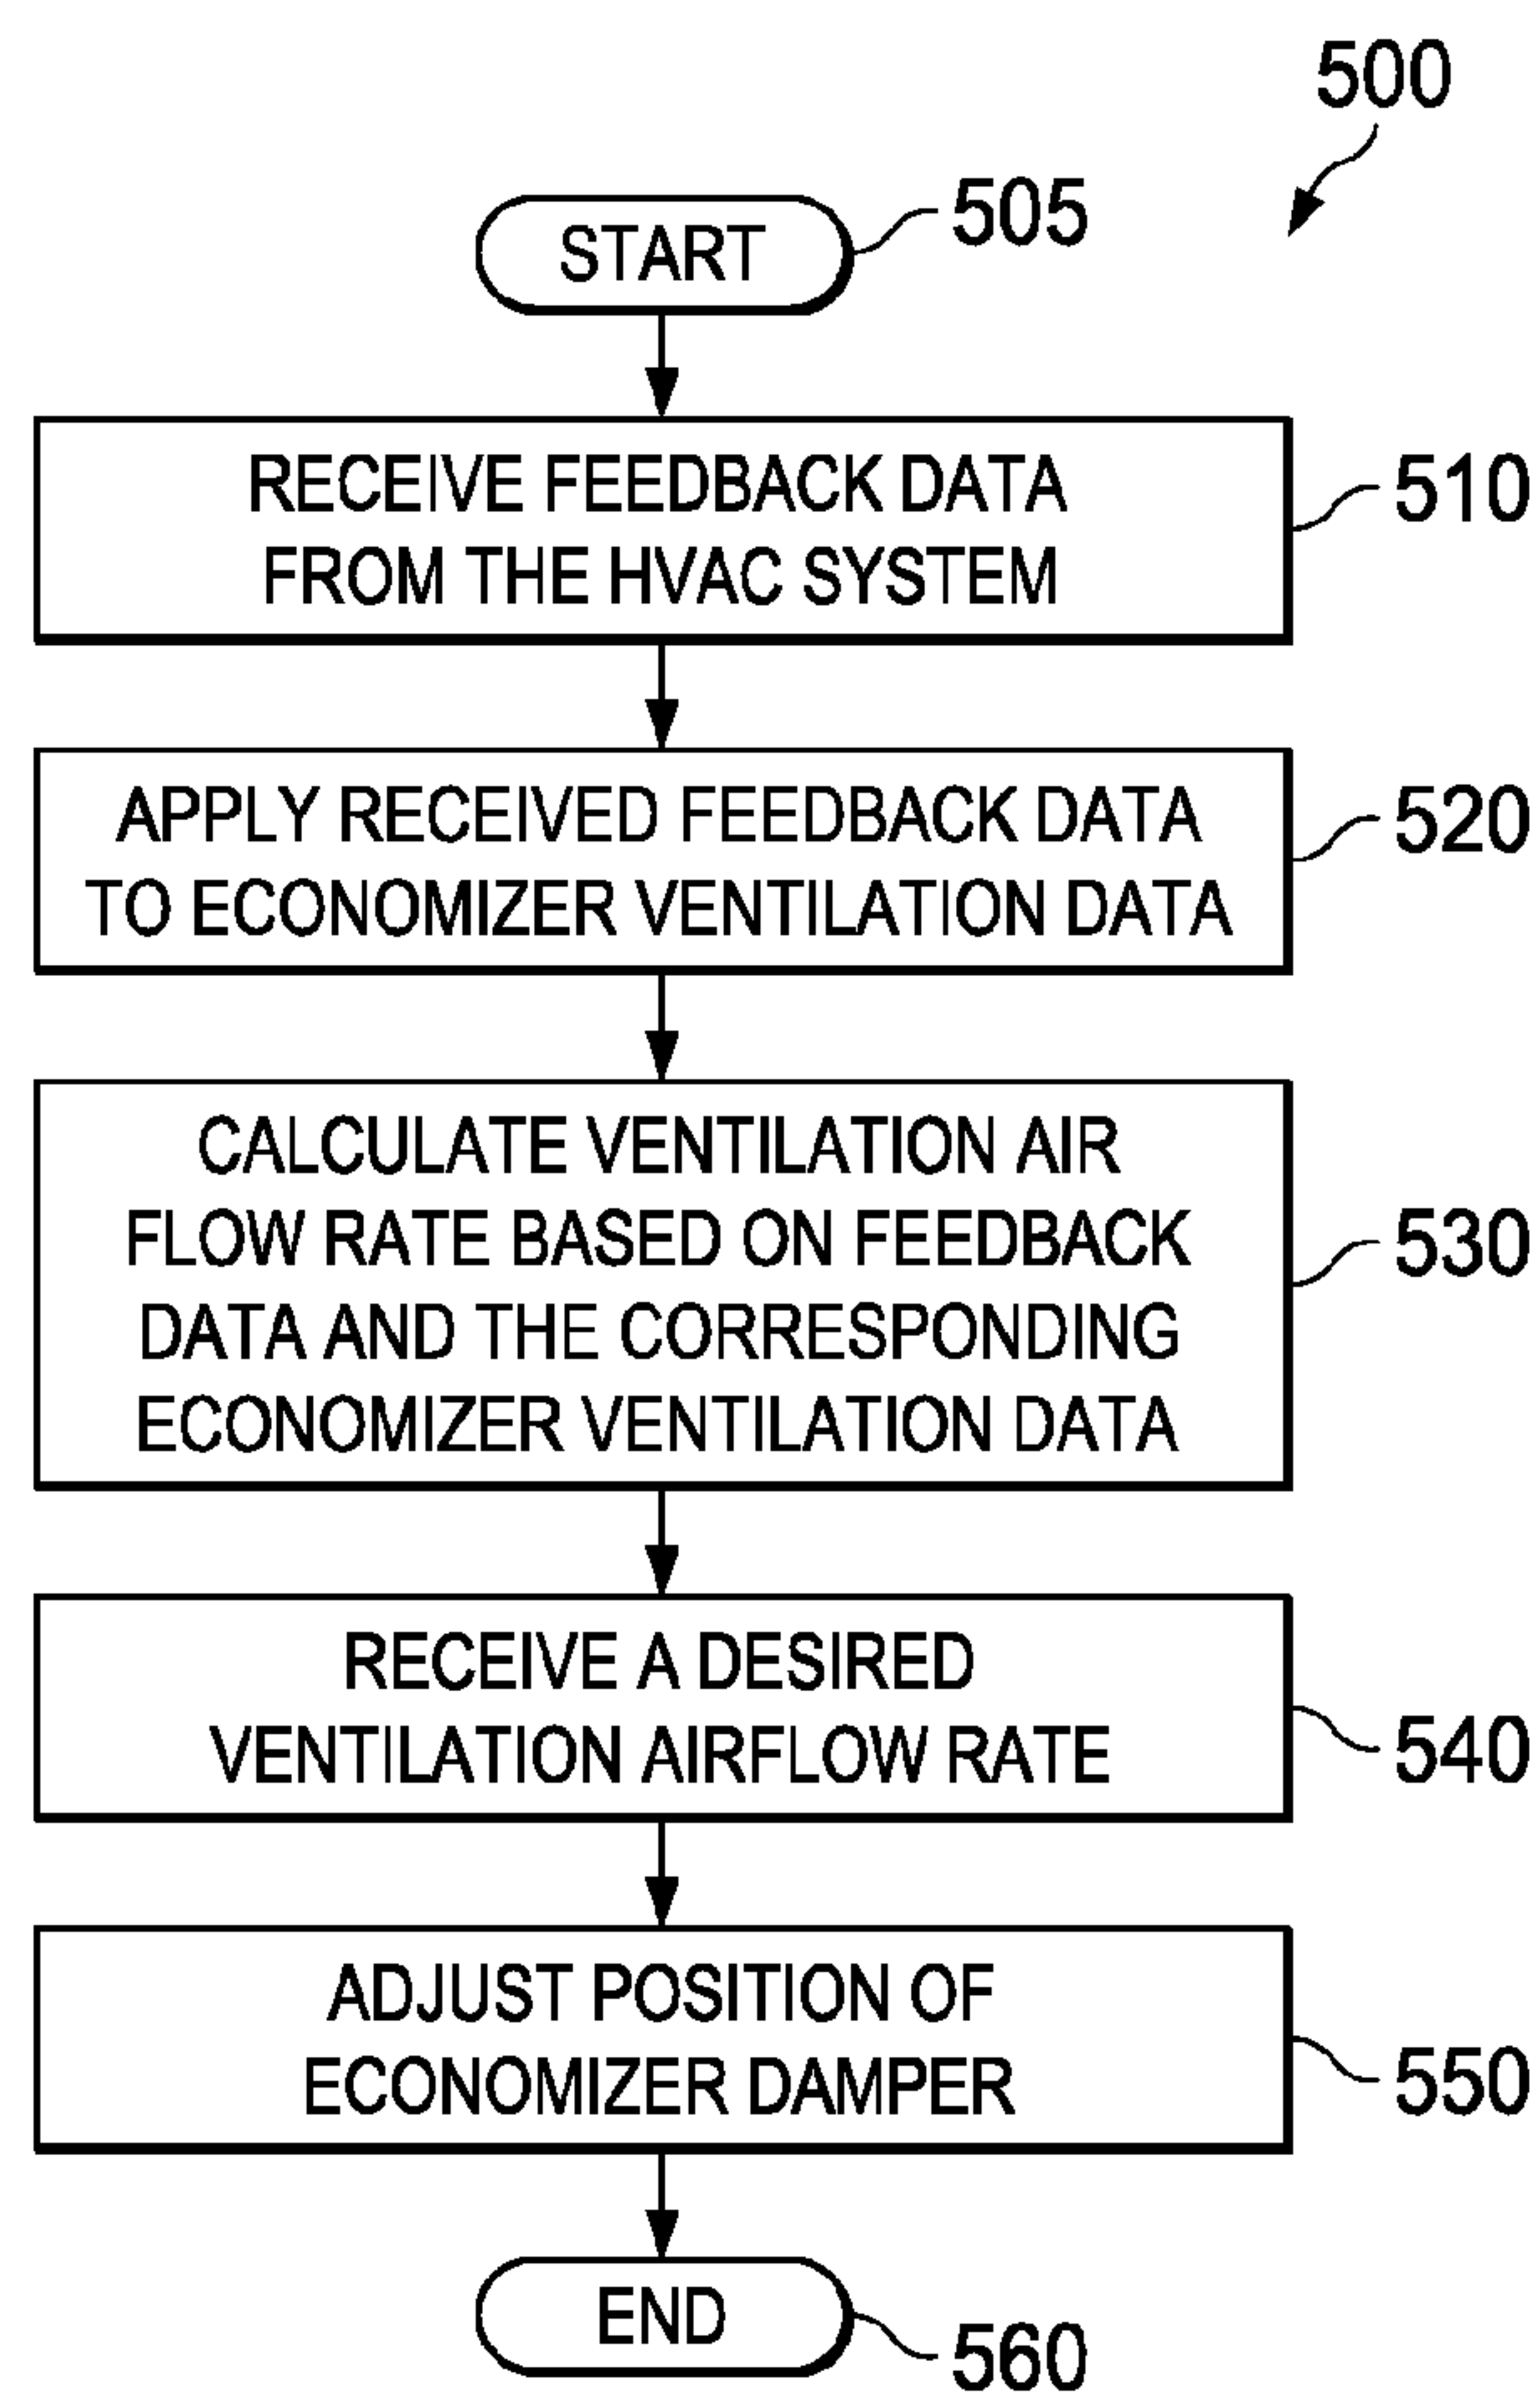 500
START
505
RECEIVE FEEDBACK DATA
FROM THE HVAC SYSTEM
510
APPLY RECEIVED FEEDBACK DATA
TO ECONOMIZER VENTILATION DATA
520
CALCULATE VENTILATION AIR
FLOW RATE BASED ON FEEDBACK
DATA AND THE CORRESPONDING
ECONOMIZER VENTILATION DATA
530
RECEIVE A DESIRED
VENTILATION AIRFLOW RATE
540
ADJUST POSITION OF
ECONOMIZER DAMPER
550
END
560